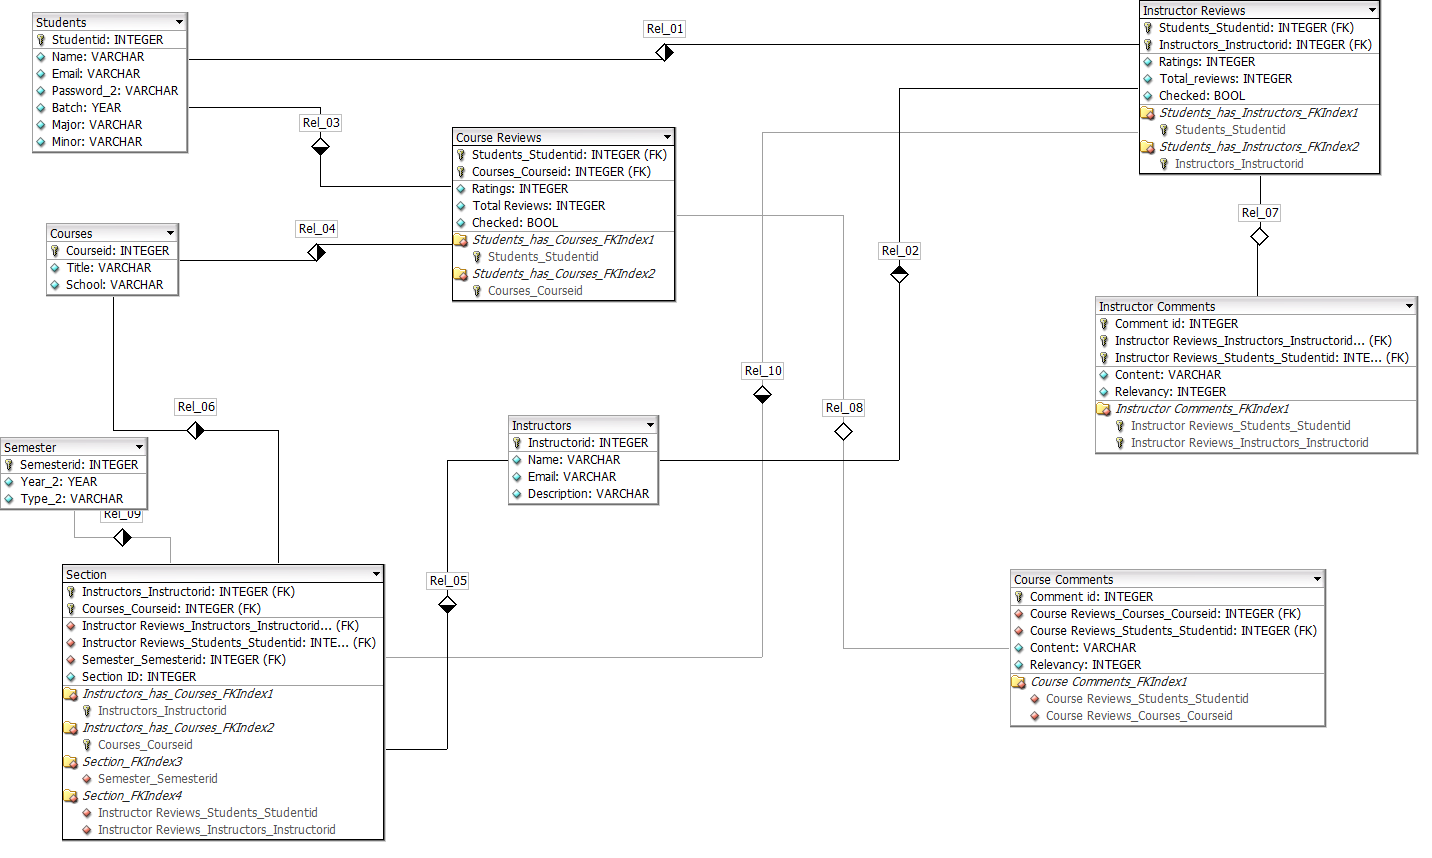 Students
Studentid: INTEGER
Name: VARCHAR
Email: VARCHAR
Password_2: VARCHAR
Batch: YEAR
Major: VARCHAR
Minor: VARCHAR
Rel_01
Instructor Reviews
Students_Studentid: INTEGER (FK)
Instructors_Instructorid: INTEGER (FK)
Ratings: INTEGER
Total_reviews: INTEGER
Checked: BOOL
Students_has_Instructors_FKIndex1
Students_Studentid
Students_has_Instructors_FKIndex2
Instructors_Instructorid
Rel_03
Course Reviews
Students_Studentid: INTEGER (FK)
Courses_Courseid: INTEGER (FK)
Ratings: INTEGER
Total Reviews: INTEGER
Checked: BOOL
Students_has_Courses_FKIndex1
Students_Studentid
Students_has_Courses_FKIndex2
Courses_Courseid
Courses
Courseid: INTEGER
Title: VARCHAR
School: VARCHAR
Rel_04
Rel_02
Rel_07
Instructor Comments
Comment id: INTEGER
Instructor Reviews_Instructors_Instructorid... (FK)
Instructor Reviews_Students_Studentid: INTE... (FK)
Content: VARCHAR
Relevancy: INTEGER
Instructor Comments_FKIndex1
Instructor Reviews_Students_Studentid
Instructor Reviews_Instructors_Instructorid
Rel_10
Rel_08
Rel_06
Instructors
Instructorid: INTEGER
Name: VARCHAR
Email: VARCHAR
Description: VARCHAR
Semester
Semesterid: INTEGER
Year_2: YEAR
Type_2: VARCHAR
Rel_09
Section
Instructors_Instructorid: INTEGER (FK)
Courses_Courseid: INTEGER (FK)
Instructor Reviews_Instructors_Instructorid... (FK)
Instructor Reviews_Students_Studentid: INTE... (FK)
Semester_Semesterid: INTEGER (FK)
Section ID: INTEGER
Instructors_has_Courses_FKIndex1
Instructors_Instructorid
Instructors_has_Courses_FKIndex2
Courses_Courseid
Section_FKIndex3
Semester_Semesterid
Section_FKIndex4
Instructor Reviews_Students_Studentid
Instructor Reviews_Instructors_Instructorid
Rel_05
Course Comments
Comment id: INTEGER
Course Reviews_Courses_Courseid: INTEGER (FK)
Course Reviews_Students_Studentid: INTEGER (FK)
Content: VARCHAR
Relevancy: INTEGER
Course Comments_FKIndex1
Course Reviews_Students_Studentid
Course Reviews_Courses_Courseid